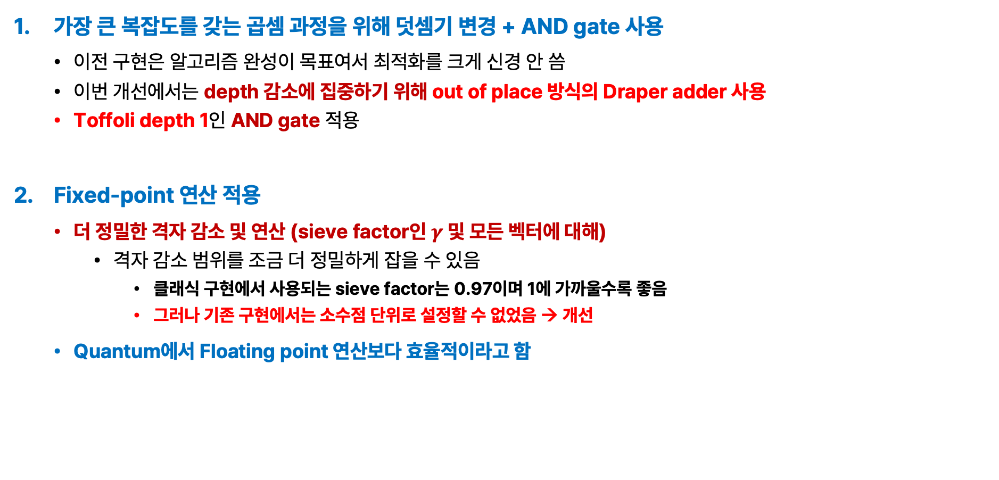 1. 가장 큰 복잡도를 갖는 곱셈 과정을 위해 덧셈기 변경 + AND gate 사용
• 이전 구현은 알고리즘 완성이 목표여서 최적화를 크게 신경 안 씀
• 이번 개선에서는 depth 감소에 집중하기 위해 out of place 방식의 Draper adder 사용
• Toffoli depth 1인 AND gate 적용
2. Fixed-point 연산 적용
• 더 정밀한 격자 감소 및 연산 (sieve factor인 γ 및 모든 벡터에 대해)
• 격자 감소 범위를 조금 더 정밀하게 잡을 수 있음
• 클래식 구현에서 사용되는 sieve factor는 0.97이며 1에 가까울수록 좋음
• 그러나 기존 구현에서는 소수점 단위로 설정할 수 없었음 → 개선
• Quantum에서 Floating point 연산보다 효율적이라고 함